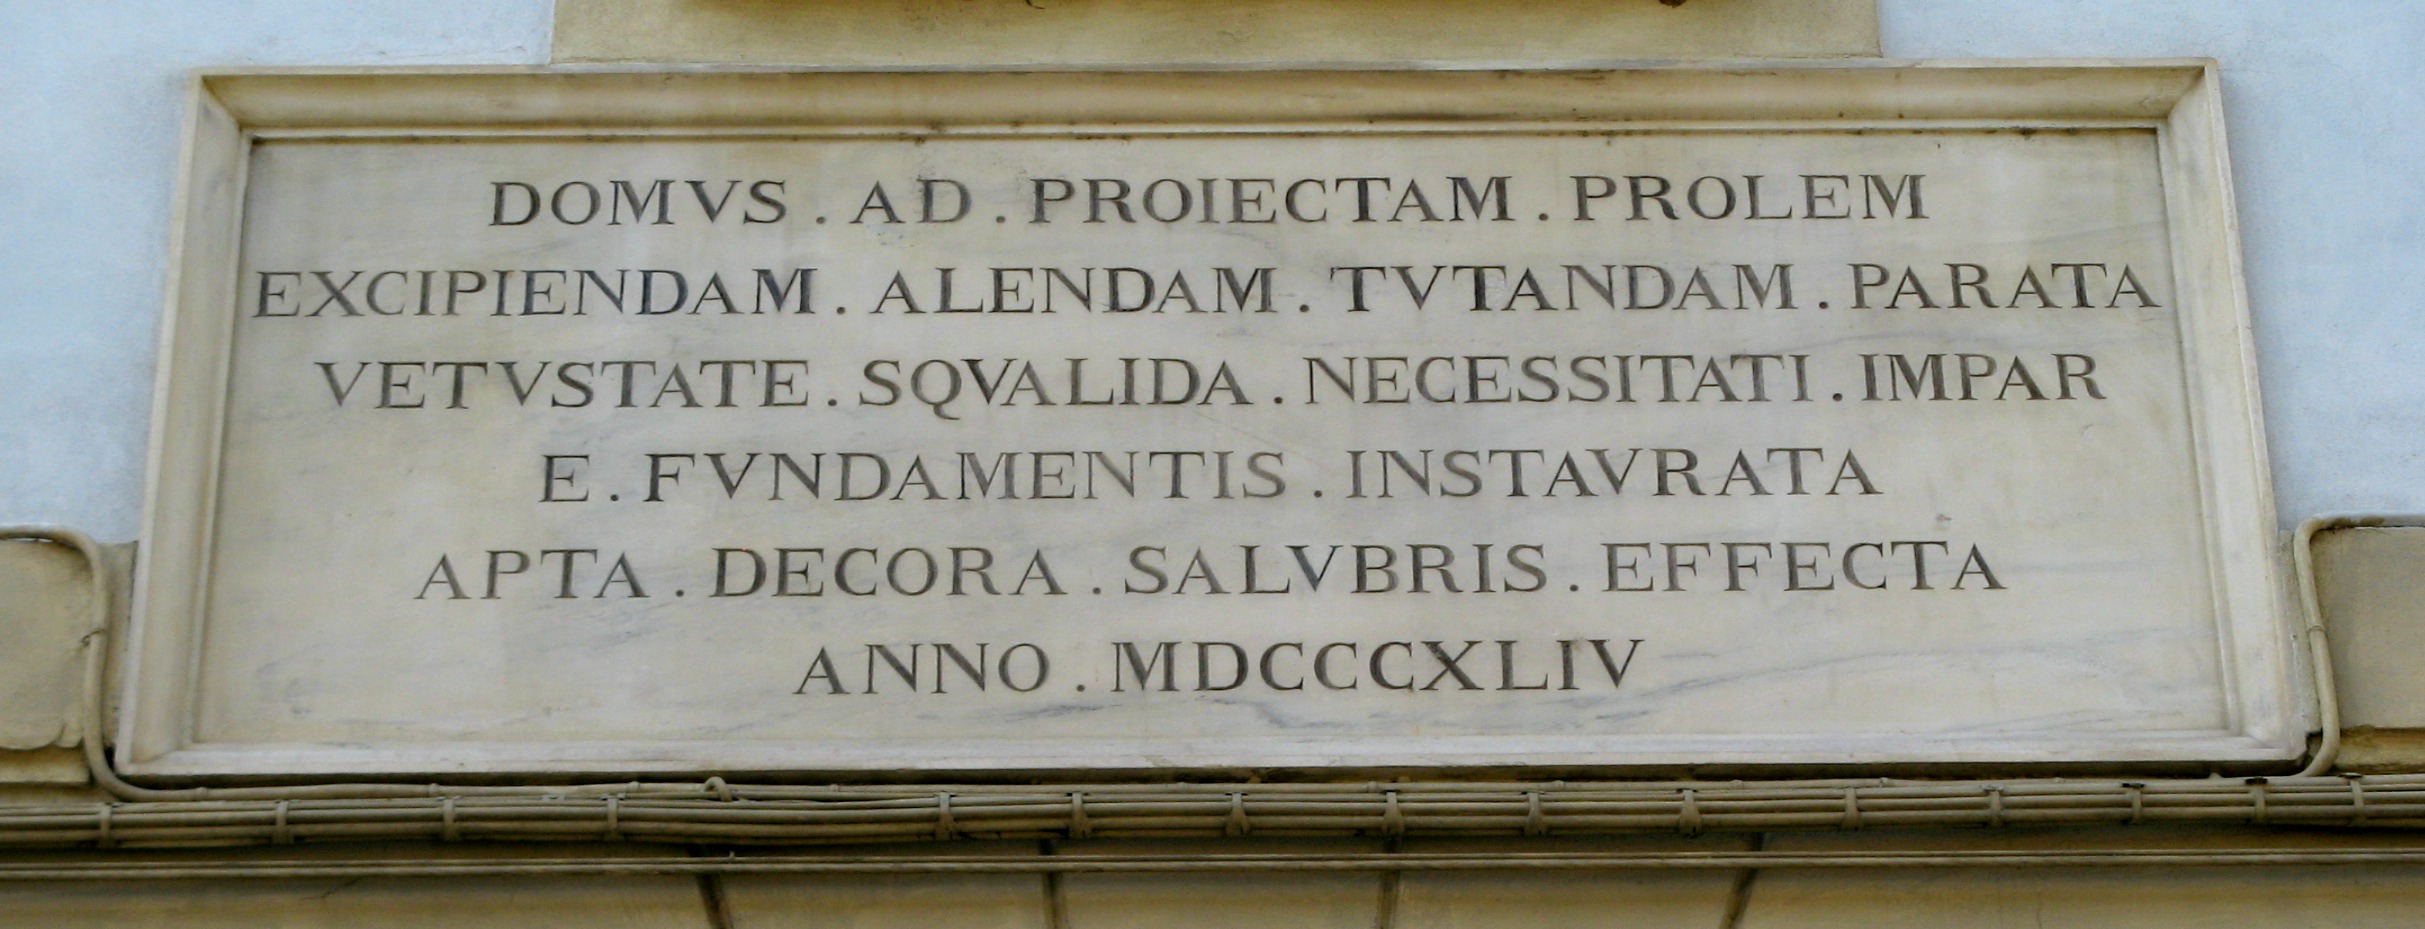 DOMVS . AD . PROIECTAM . PROLEM
EXCIPIENDAM . ALENDAM . TVTANDAM . PARATA
VETVSTATE . SQVALIDA . NECESSITATI . IMPAR
E . FVNDAMENTIS . INSTAVRATA
APTA . DECORA . SALVBRIS . EFFECTA
ANNO . MDCCCXLIV